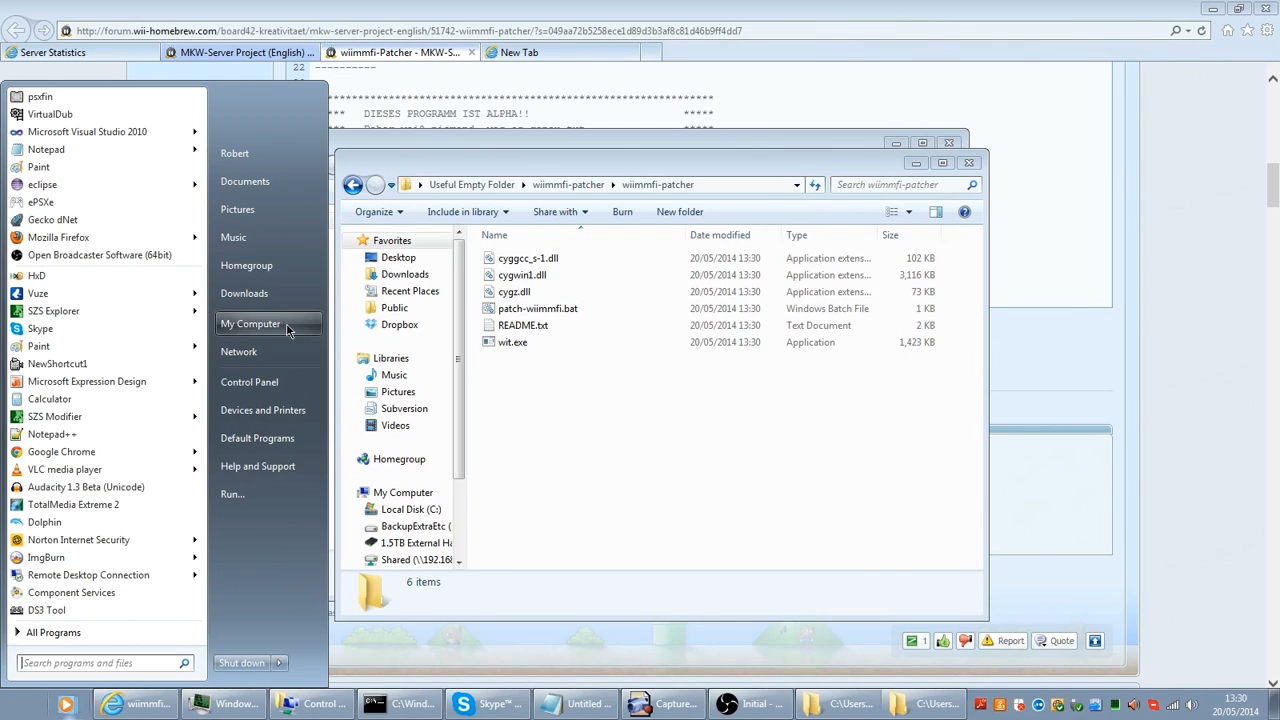 http://forum.wii-homebrew.com/board42-kreativitaet/mkw-server-project-english/51742-wiimmfi-patcher/?s=049aa72b5258ece1d89d3b3af8c81d46b9ff4dd7
Server Statistics
MKW-Server Project (English) ...
wiimmfi-Patcher - MKW-S...
New Tab
22
----------
********************************************************
*** DIESES PROGRAMM IST ALPHA!! *****
psxfin
VirtualDub
Microsoft Visual Studio 2010
Notepad
Paint
eclipse
ePSXe
Gecko dNet
Mozilla Firefox
Open Broadcaster Software (64bit)
HxD
Vuze
SZS Explorer
Skype
Paint
NewShortcut1
Microsoft Expression Design
Calculator
SZS Modifier
Notepad++
Google Chrome
VLC media player
Audacity 1.3 Beta (Unicode)
TotalMedia Extreme 2
Dolphin
Norton Internet Security
ImgBurn
Remote Desktop Connection
Component Services
DS3 Tool
All Programs
Search programs and files
Robert
Documents
Pictures
Music
Homegroup
Downloads
My Computer
Network
Control Panel
Devices and Printers
Default Programs
Help and Support
Run...
Shut down
Useful Empty Folder
wiimmfi-patcher
wiimmfi-patcher
Search wiimmfi-patcher
Organize
Include in library
Share with
Burn
New folder
Favorites
Desktop
Downloads
Recent Places
Public
Dropbox
Libraries
Music
Pictures
Subversion
Videos
Homegroup
My Computer
Local Disk (C:)
BackupExtraEtc (
1.5TB External Ha
Shared (\\192.168
Name Date modified Type Size
cyggcc_s-1.dll 20/05/2014 13:30 Application extens... 102 KB
cygwin1.dll 20/05/2014 13:30 Application extens... 3,116 KB
cygz.dll 20/05/2014 13:30 Application extens... 73 KB
patch-wiimmfi.bat 20/05/2014 13:30 Windows Batch File 1 KB
README.txt 20/05/2014 13:30 Text Document 2 KB
wit.exe 20/05/2014 13:30 Application 1,423 KB
6 items
1
Report
Quote
wiimmfi...
Window...
Control ...
C:\Wind...
Skype™ ...
Untitled ...
Capture...
Initial - ...
C:\Users...
C:\Users...
13:30
20/05/2014